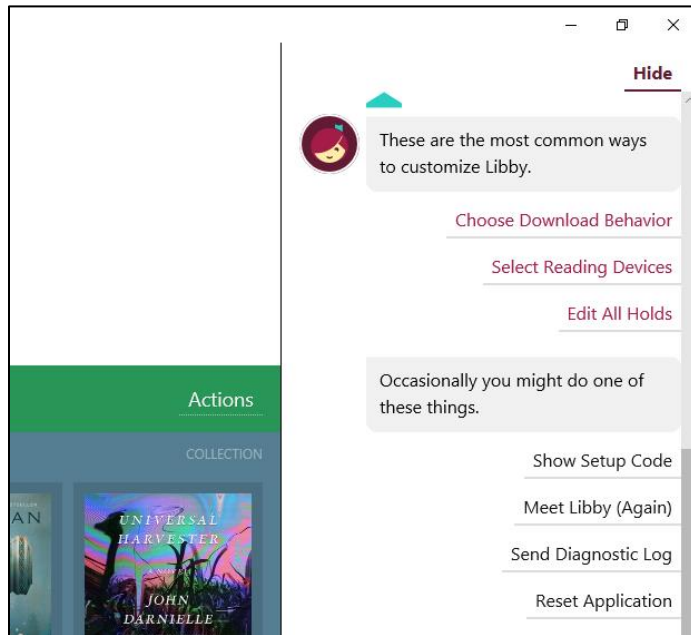 Hide
These are the most common ways
to customize Libby.
Choose Download Behavior
Select Reading Devices
Edit All Holds
Occasionally you might do one of
these things.
Show Setup Code
Meet Libby (Again)
Send Diagnostic Log
Reset Application
Actions
COLLECTION
AN
UNIVERSAL
HARVESTER
A NOVEL
JOHN
DARNIELLE